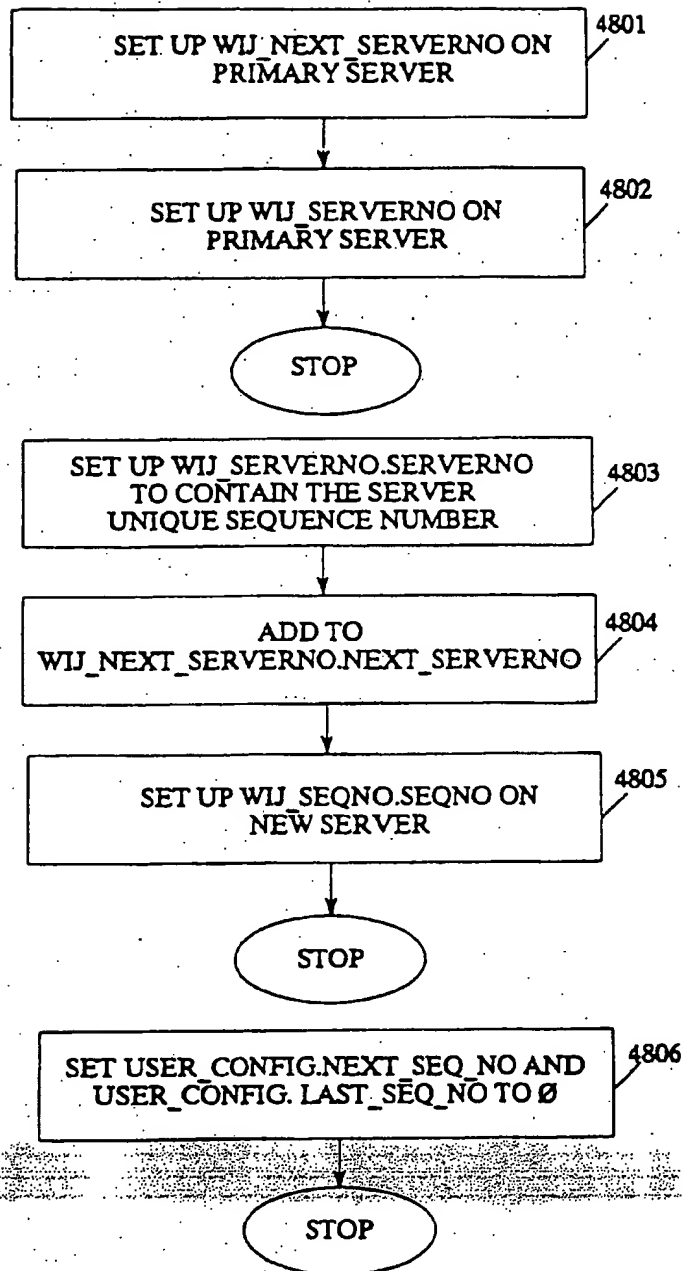 4801
SET UP WIJ_NEXT_SERVERNO ON
PRIMARY SERVER
4802
SET UP WIJ_SERVERNO ON
PRIMARY SERVER
STOP
SET UP WIJ_SERVERNO.SERVERNO
TO CONTAIN THE SERVER
UNIQUE SEQUENCE NUMBER
4803
ADD TO
WIJ_NEXT_SERVERNO.NEXT_SERVERNO
4804
SET UP WIJ_SEQNO.SEQNO ON
NEW SERVER
4805
STOP
SET USER_CONFIG.NEXT_SEQ_NO AND
USER_CONFIG. LAST_SEQ_NO TO Ø
4806
STOP